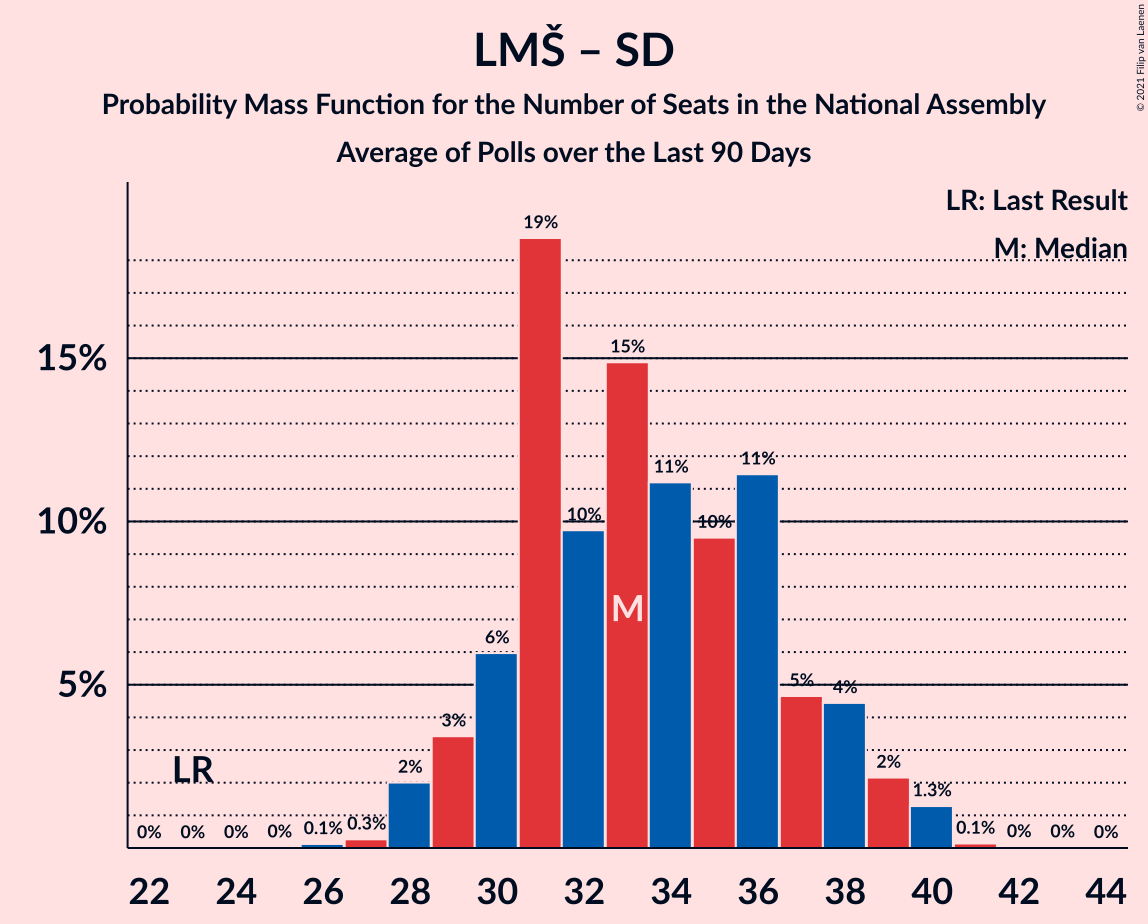 LMŠ – SD
Probability Mass Function for the Number of Seats in the National Assembly
Average of Polls over the Last 90 Days
© 2021 Filip van Laenen
LR: Last Result
M: Median
15%
10%
5%
0% 0% 0% 0% 0.1% 0.3% 2% 3% 6% 19% 10% 15% 11% 10% 11% 5% 4% 2% 1.3% 0.1% 0% 0% 0%
LR
M
22 24 26 28 30 32 34 36 38 40 42 44